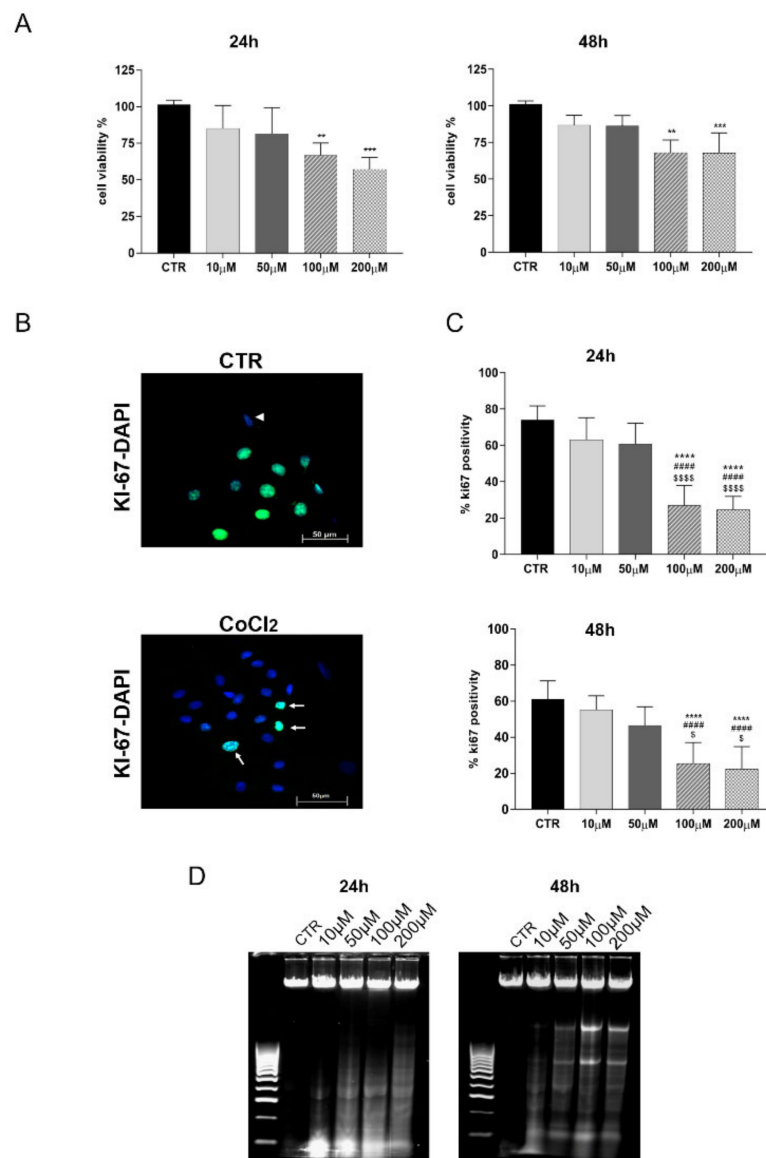 A
24h
48h
cell viability %
125
100
75
50
25
0
CTR
10μM
50μM
100μM
200μM
**
***
cell viability %
125
100
75
50
25
0
CTR
10μM
50μM
100μM
200μM
**
***
B
CTR
KI-67-DAPI
50 μm
CoCl2
KI-67-DAPI
50μm
C
24h
% ki67 positivity
100
80
60
40
20
0
CTR
10μM
50μM
100μM
200μM
****
####
$$$$
****
####
$$$$
48h
% ki67 positivity
100
80
60
40
20
0
CTR
10μM
50μM
100μM
200μM
****
####
$
****
####
$
D
24h
CTR
10μM
50μM
100μM
200μM
48h
CTR
10μM
50μM
100μM
200μM